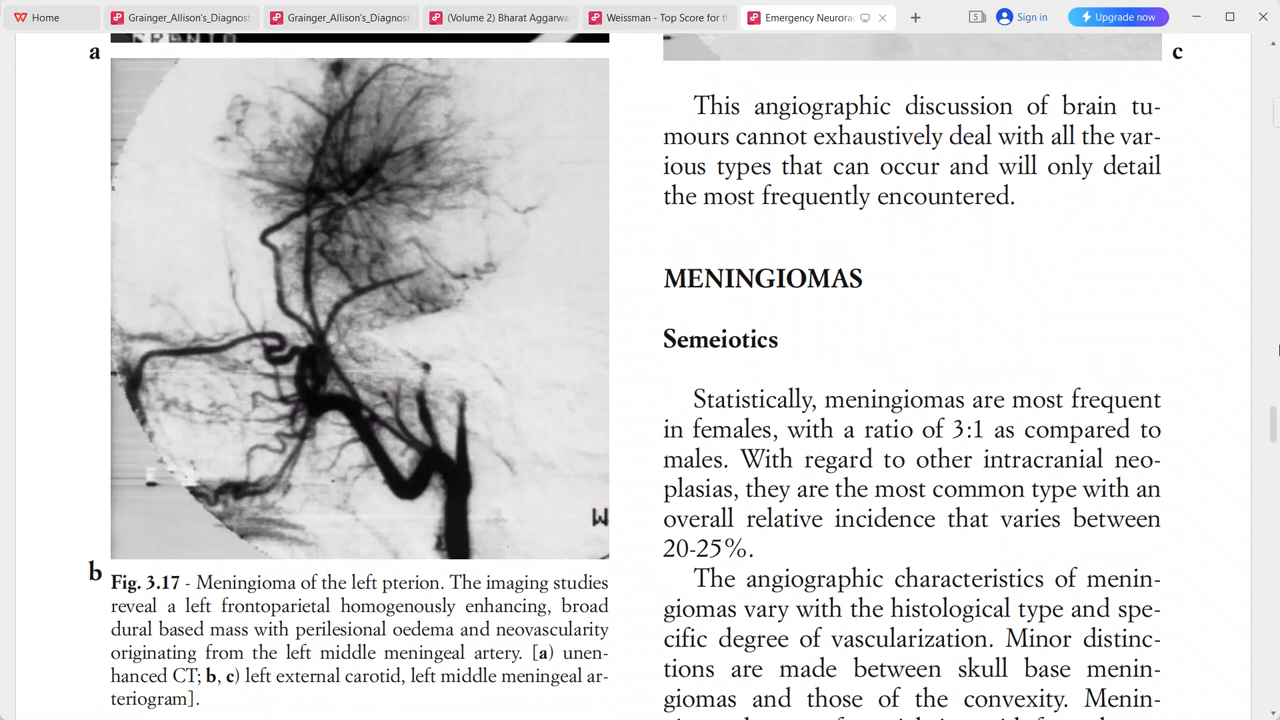 Home
Grainger_Allison's_Diagnost
Grainger_Allison's_Diagnost
(Volume 2) Bharat Aggarwa
Weissman - Top Score for t
Emergency Neurorad
5
Sign in
Upgrade now
a
b
W
Fig. 3.17 - Meningioma of the left pterion. The imaging studies
reveal a left frontoparietal homogenously enhancing, broad
dural based mass with perilesional oedema and neovascularity
originating from the left middle meningeal artery. [a) unen-
hanced CT; b, c) left external carotid, left middle meningeal ar-
teriogram].
c
This angiographic discussion of brain tu-
mours cannot exhaustively deal with all the var-
ious types that can occur and will only detail
the most frequently encountered.
MENINGIOMAS
Semeiotics
Statistically, meningiomas are most frequent
in females, with a ratio of 3:1 as compared to
males. With regard to other intracranial neo-
plasias, they are the most common type with an
overall relative incidence that varies between
20-25%.
The angiographic characteristics of menin-
giomas vary with the histological type and spe-
cific degree of vascularization. Minor distinc-
tions are made between skull base menin-
giomas and those of the convexity. Menin-